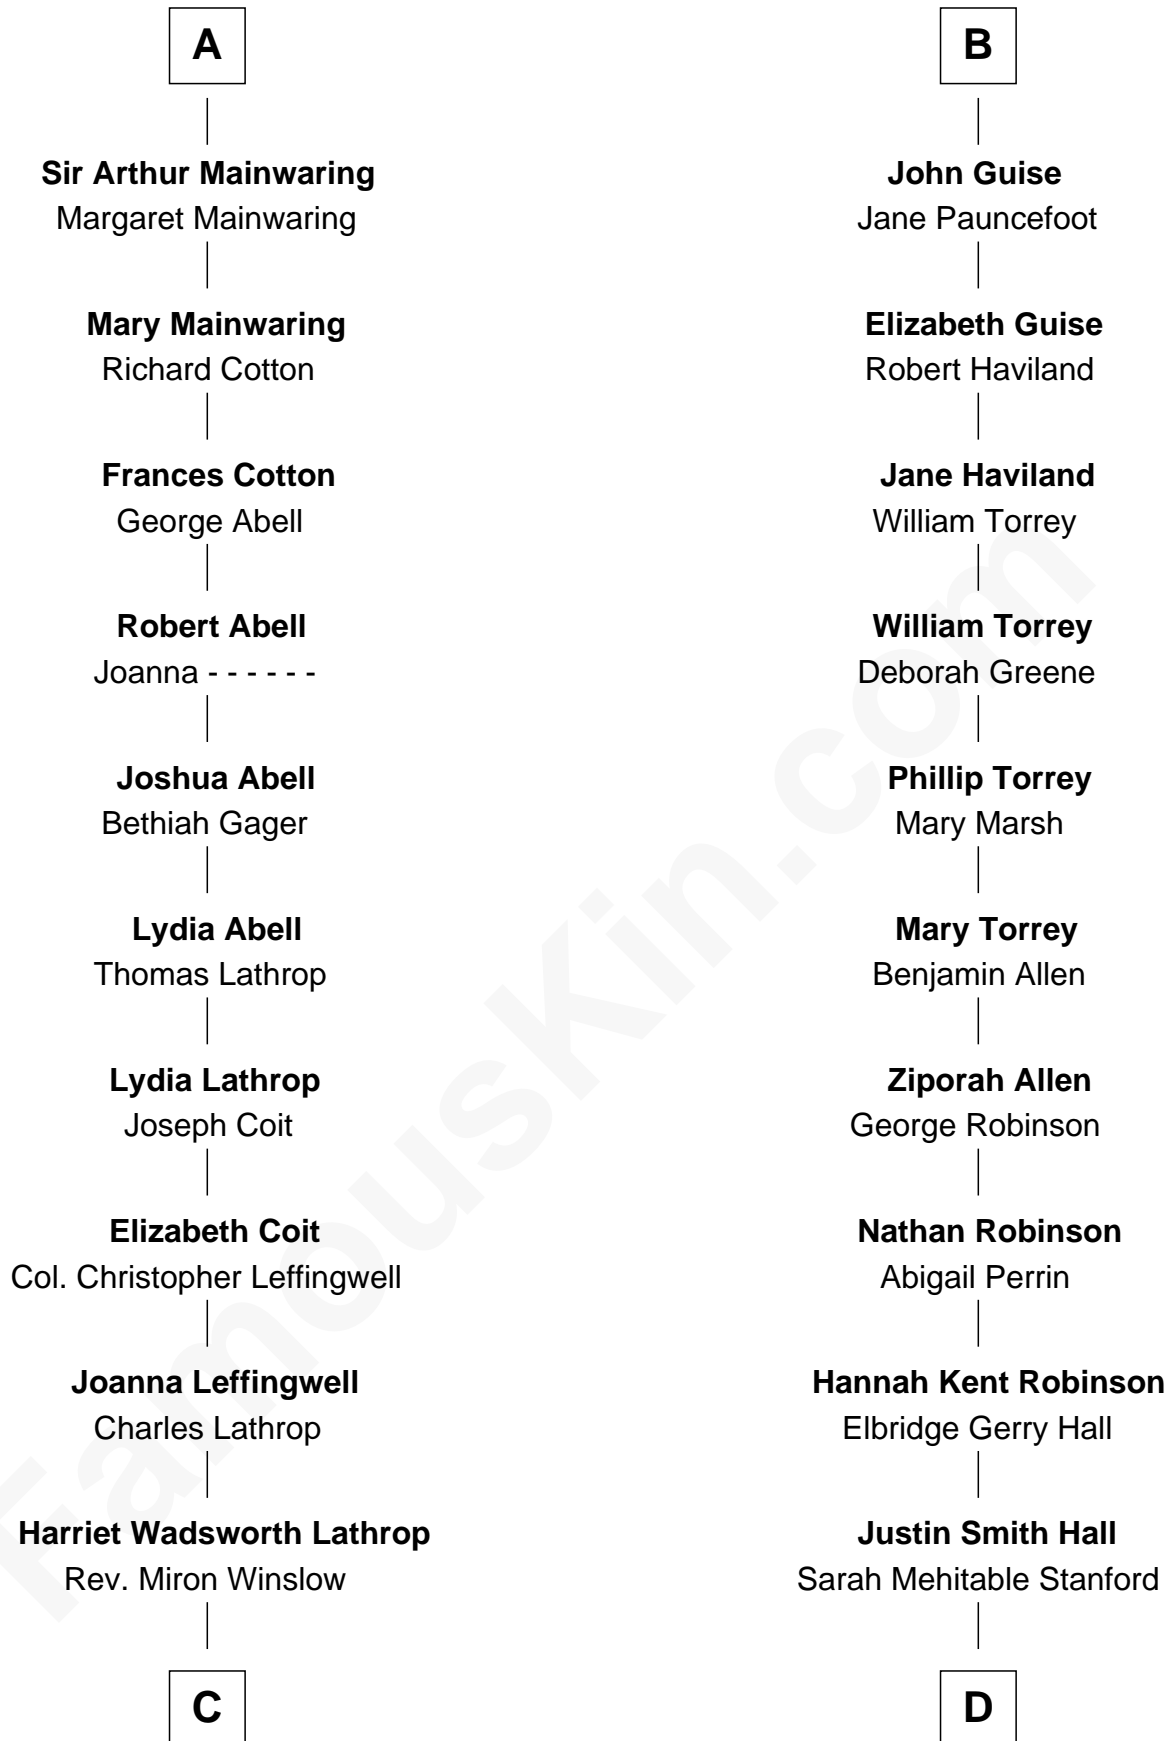 A
Sir Arthur Mainwaring
Margaret Mainwaring
Mary Mainwaring
Richard Cotton
Frances Cotton
George Abell
Robert Abell
Joanna - - - - - -
Joshua Abell
Bethiah Gager
Lydia Abell
Thomas Lathrop
Lydia Lathrop
Joseph Coit
Elizabeth Coit
Col. Christopher Leffingwell
Joanna Leffingwell
Charles Lathrop
Harriet Wadsworth Lathrop
Rev. Miron Winslow
C
B
John Guise
Jane Pauncefoot
Elizabeth Guise
Robert Haviland
Jane Haviland
William Torrey
William Torrey
Deborah Greene
Phillip Torrey
Mary Marsh
Mary Torrey
Benjamin Allen
Ziporah Allen
George Robinson
Nathan Robinson
Abigail Perrin
Hannah Kent Robinson
Elbridge Gerry Hall
Justin Smith Hall
Sarah Mehitable Stanford
D
FamousKin.com